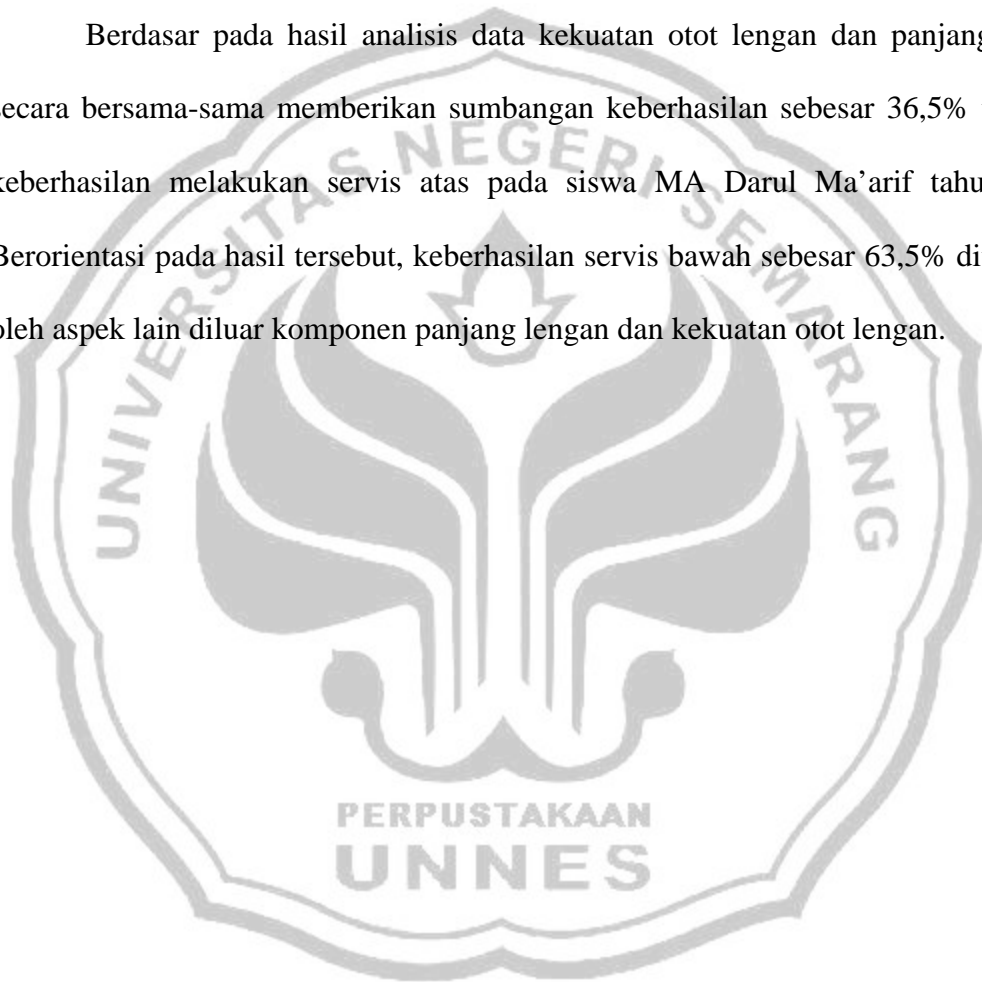 Berdasar pada hasil analisis data kekuatan otot lengan dan panjang
secara bersama-sama memberikan sumbangan keberhasilan sebesar 36,5%
keberhasilan melakukan servis atas pada siswa MA Darul Ma’arif
Berorientasi pada hasil tersebut, keberhasilan servis bawah sebesar 63,5%
oleh aspek lain diluar komponen panjang lengan dan kekuatan otot lengan.
UNIVERSITAS NEGERI SEMARANG
PERPUSTAKAAN
UNNES